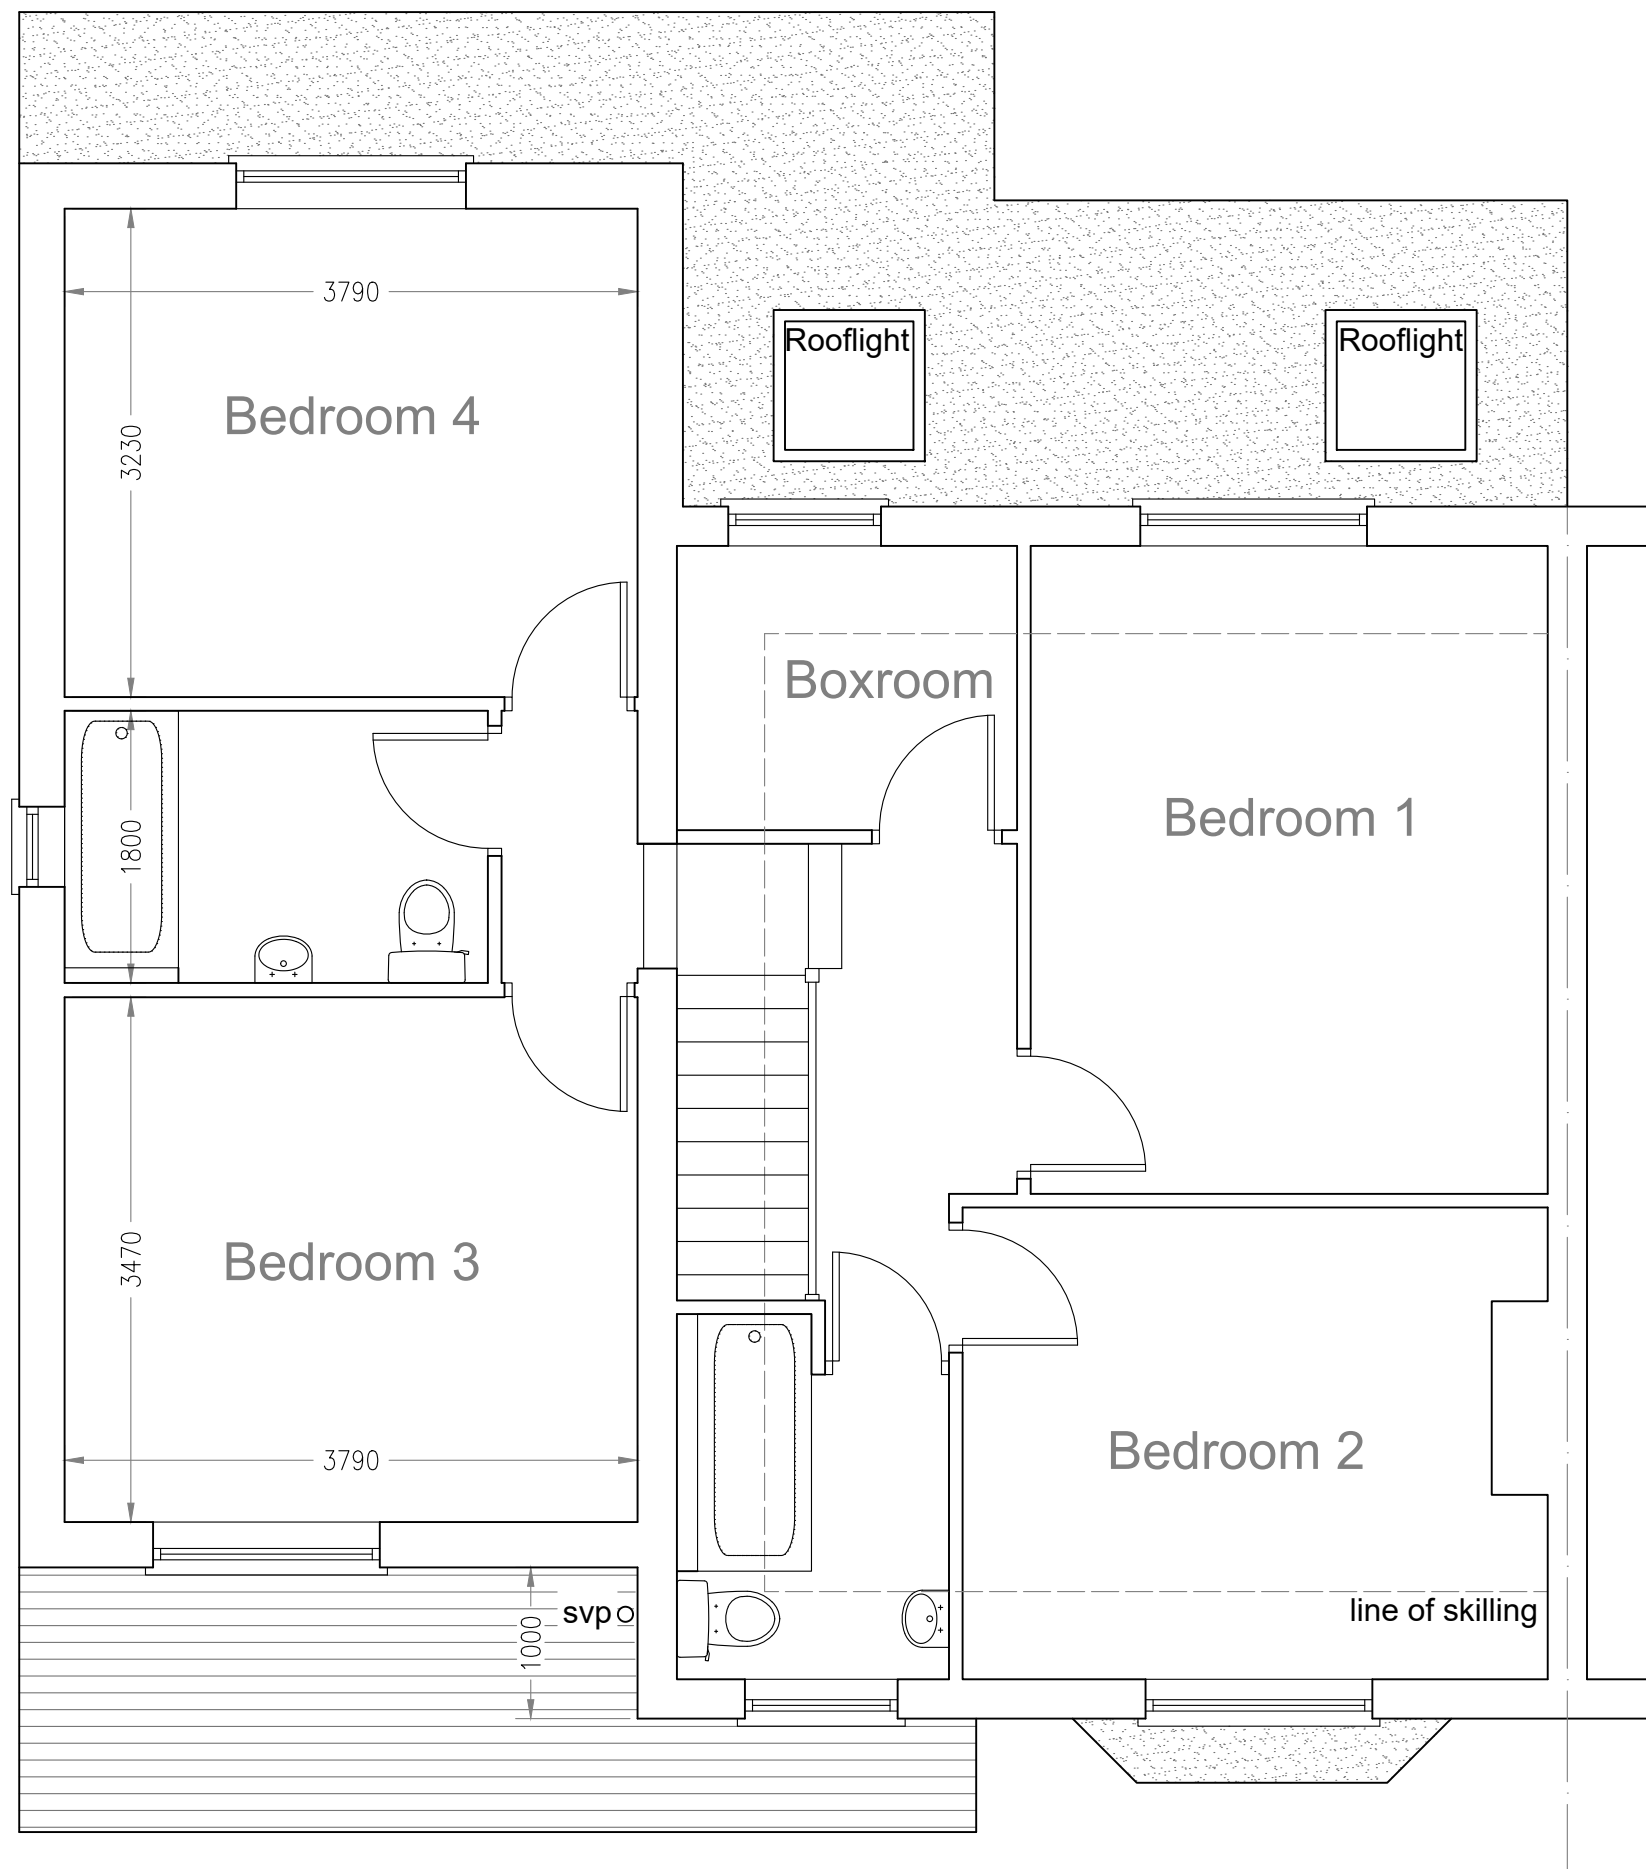 3790
Rooflight
Rooflight
Bedroom 4
3230
Boxroom
Bedroom 1
1800
Bedroom 3
3470
Bedroom 2
3790
svp
1000
line of skilling